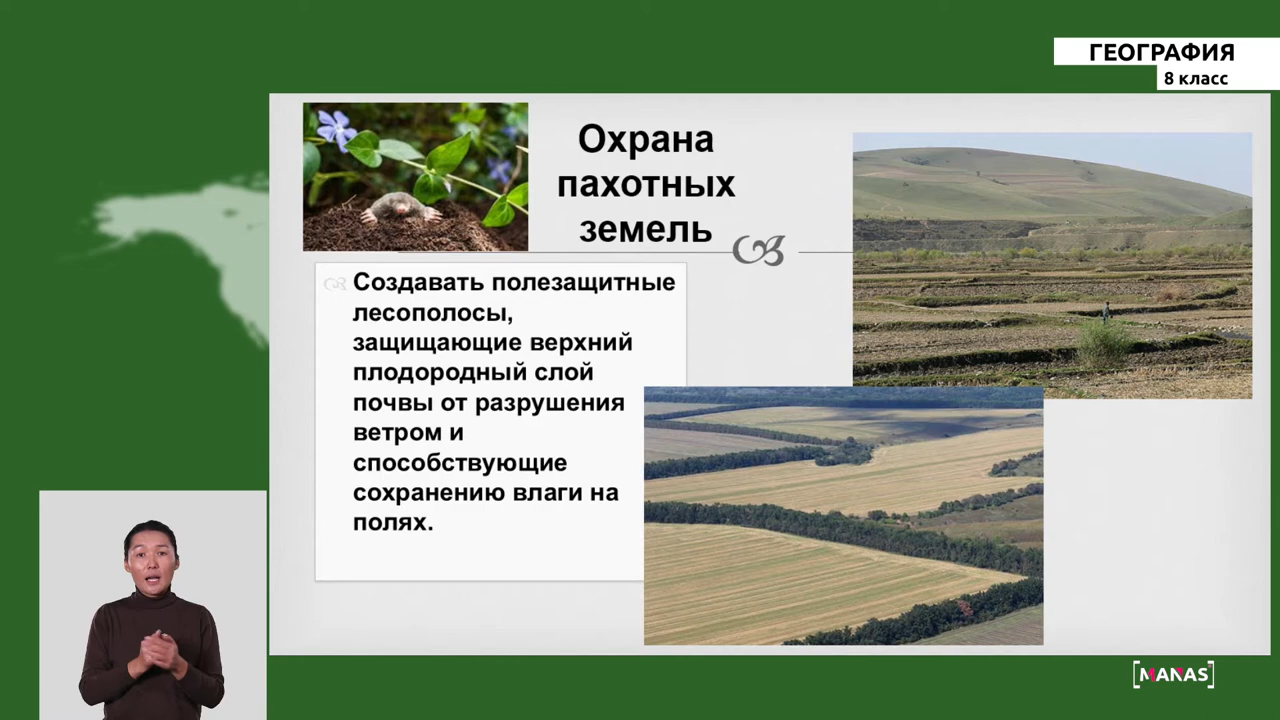 ГЕОГРАФИЯ
8 класс
Охрана
пахотных
земель
Создавать полезащитные
лесополосы,
защищающие верхний
плодородный слой
почвы от разрушения
ветром и
способствующие
сохранению влаги на
полях.
[MANAS]